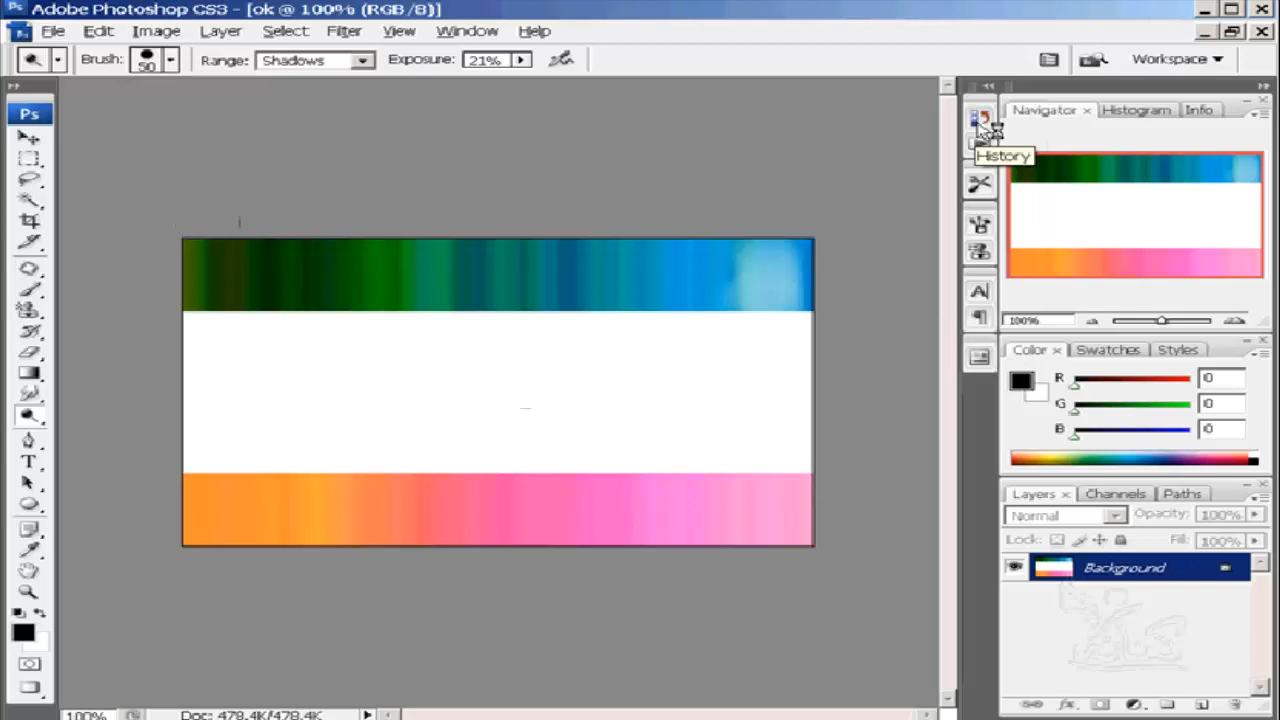 Adobe Photoshop CS3 - [ok @ 100% (RGB/8)]
File Edit Image Layer Select Filter View Window Help
Brush: 50 Range: Shadows Exposure: 21% Workspace
Ps
Navigator × Histogram Info
History
100%
Color × Swatches Styles
R 0
G 0
B 0
Layers × Channels Paths
Normal Opacity: 100%
Lock: Fill: 100%
Background
100% Doc: 478.4K/478.4K